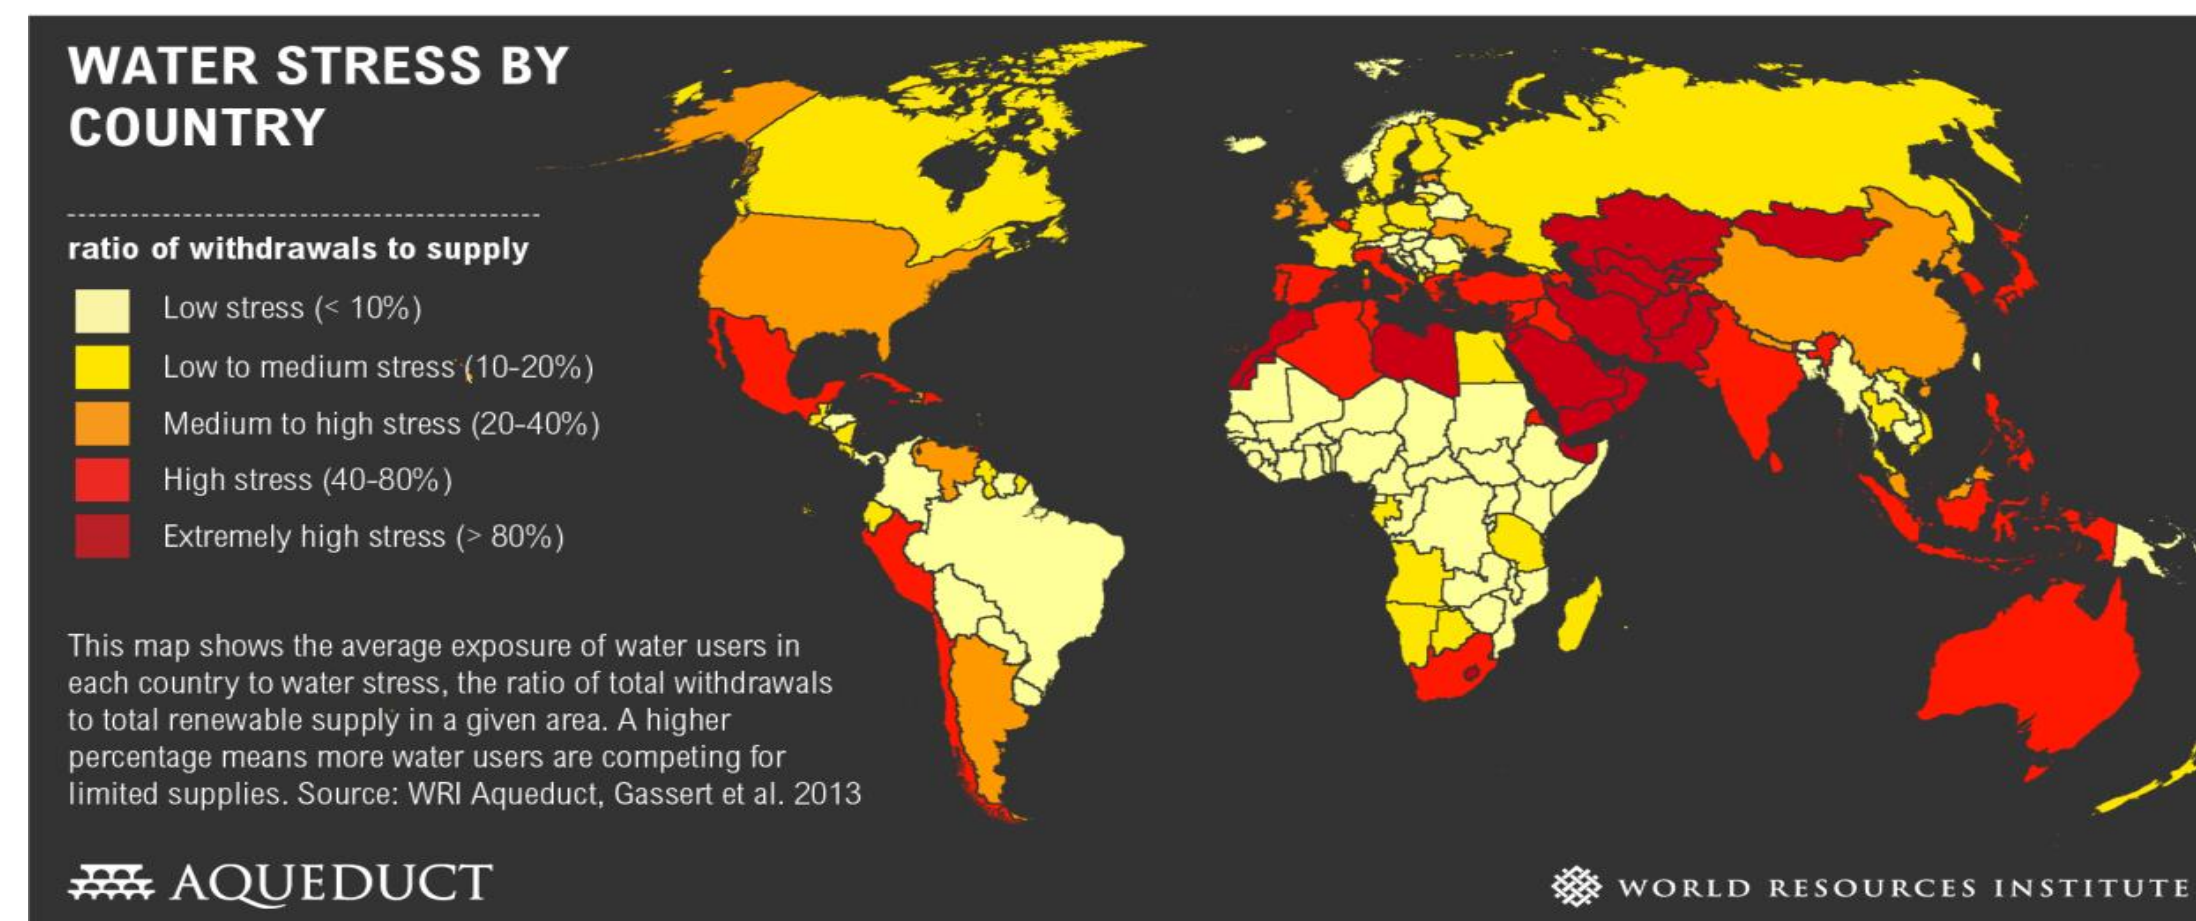 WATER STRESS BY
COUNTRY
ratio of withdrawals to supply
Low stress (< 10%)
Low to medium stress (10-20%)
Medium to high stress (20-40%)
High stress (40-80%)
Extremely high stress (> 80%)
This map shows the average exposure of water users in
each country to water stress, the ratio of total withdrawals
to total renewable supply in a given area. A higher
percentage means more water users are competing for
limited supplies. Source: WRI Aqueduct, Gassert et al. 2013
AQUEDUCT
WORLD RESOURCES INSTITUTE